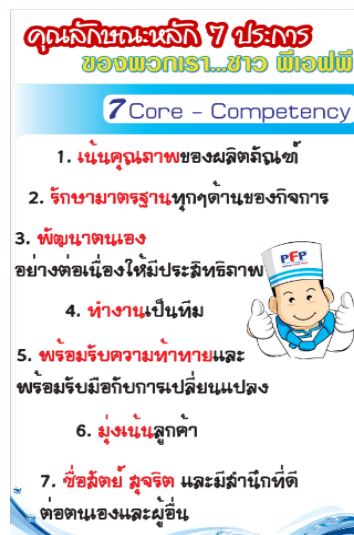 คุณลักษณะหลัก 7 ประการ
ของพวกเรา...ชาว พีเอฟพี
7 Core - Competency
1. เน้นคุณภาพของผลิตภัณฑ์
2. รักษามาตรฐานทุกๆด้านของกิจการ
3. พัฒนาตนเอง
อย่างต่อเนื่องให้มีประสิทธิภาพ
PFP
4. ทำงานเป็นทีม
5. พร้อมรับความท้าทายและ
พร้อมรับมือกับการเปลี่ยนแปลง
6. มุ่งเน้นลูกค้า
7. ซื่อสัตย์ สุจริต และมีสำนึกที่ดี
ต่อตนเองและผู้อื่น